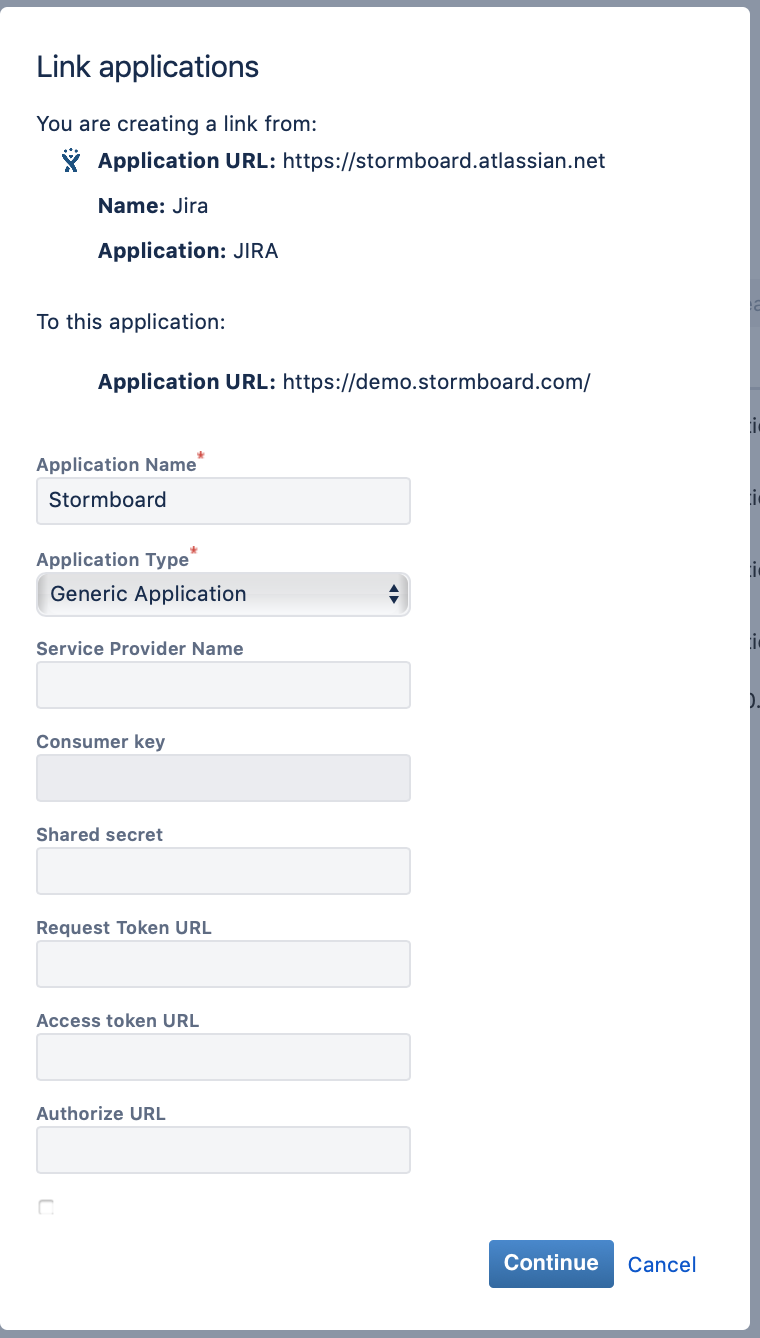 Link applications
You are creating a link from:
Application URL: https://stormboard.atlassian.net
Name: Jira
Application: JIRA
To this application:
Application URL: https://demo.stormboard.com/
Application Name*
Stormboard
Application Type*
Generic Application
Service Provider Name
Consumer key
Shared secret
Request Token URL
Access token URL
Authorize URL
Continue Cancel